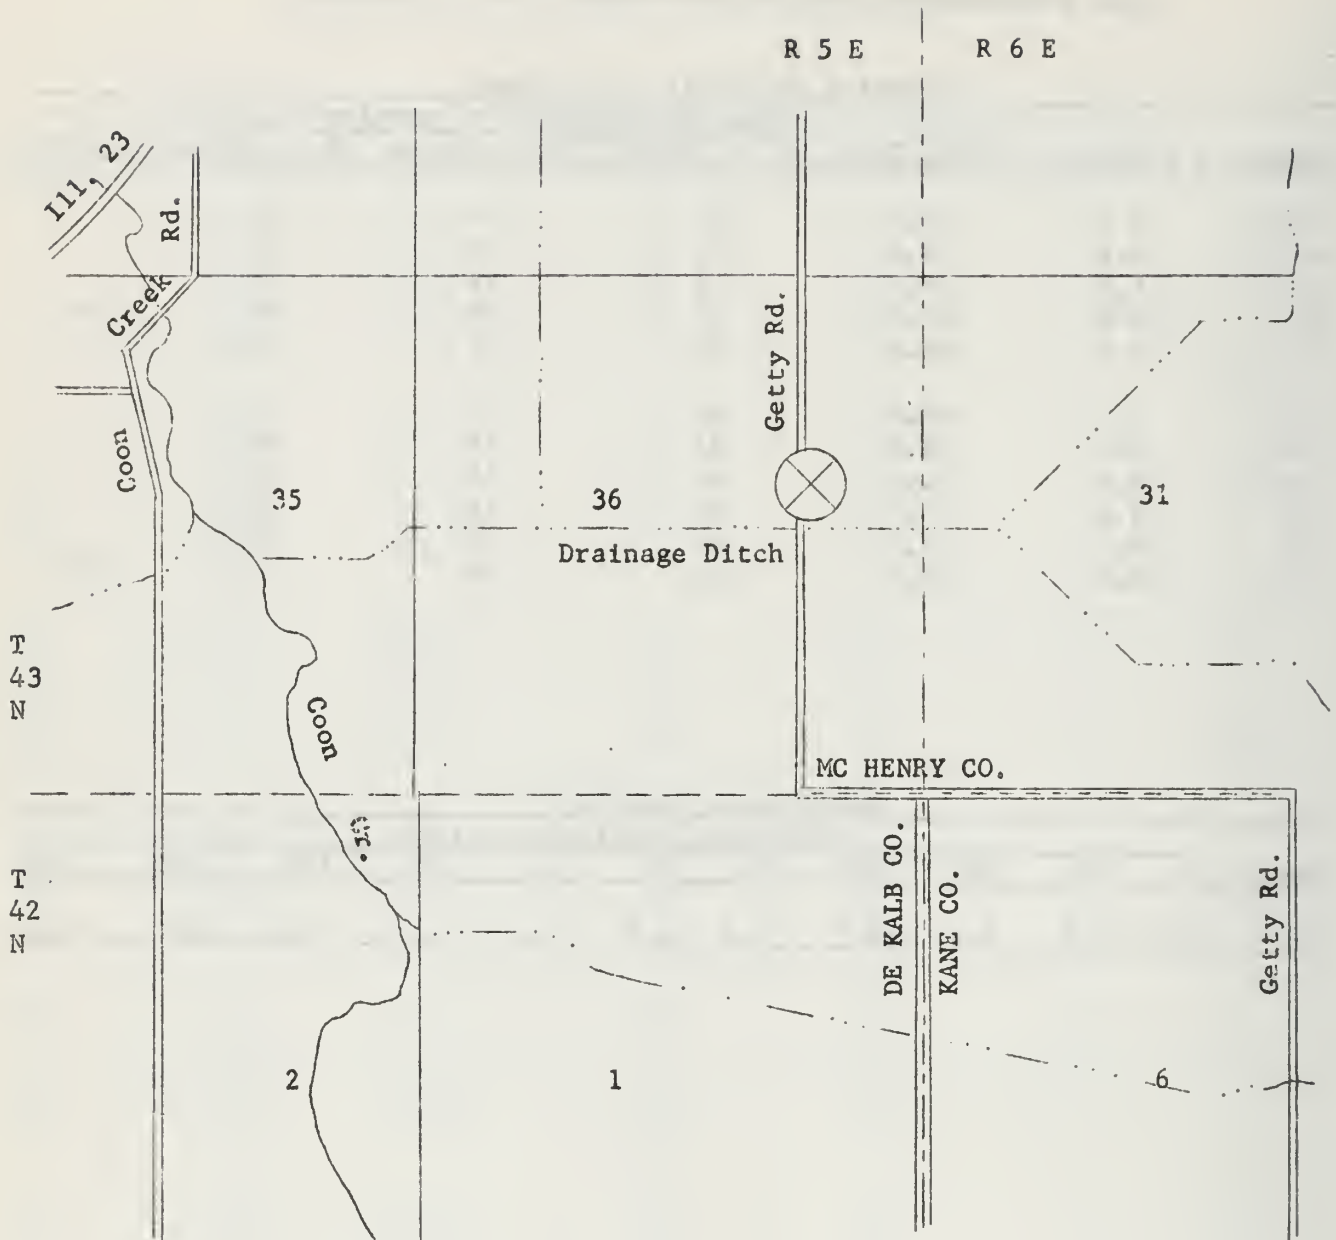 R 5 E
R 6 E
Ill, 23
Rd.
Creek
Coon
Getty Rd.
35
36
31
Drainage Ditch
T
43
N
Coon
MC HENRY CO.
Cr.
T
42
N
DE KALB CO.
KANE CO.
Getty Rd.
2
1
6